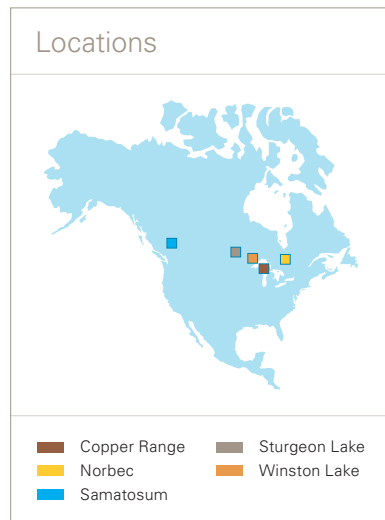 Locations
Copper Range
Norbec
Samatosum
Sturgeon Lake
Winston Lake